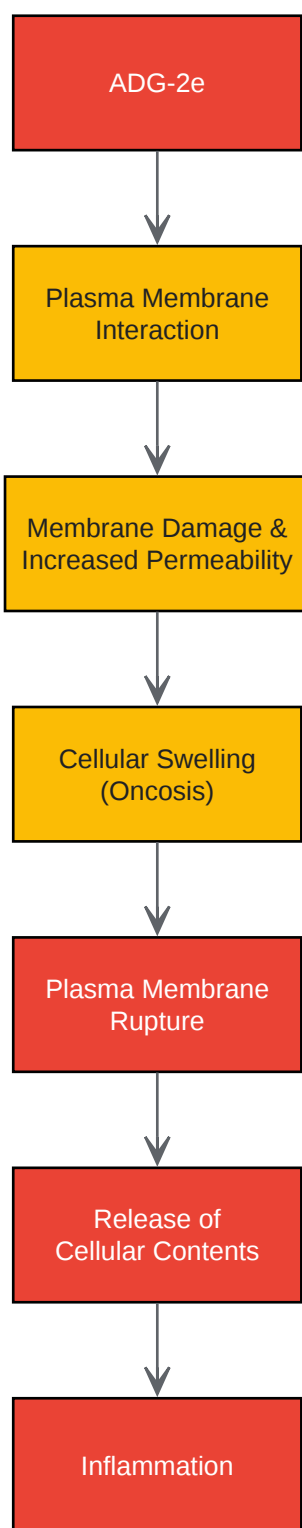 ADG-2e
Plasma Membrane
Interaction
Membrane Damage &
Increased Permeability
Cellular Swelling
(Oncosis)
Plasma Membrane
Rupture
Release of
Cellular Contents
Inflammation